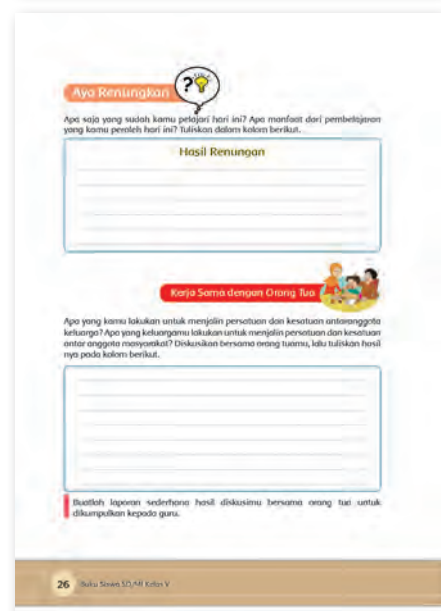 Ayo Renungkan
Apa saja yang sudah kamu pelajari hari ini? Apa manfaat dari pembelajaran
yang kamu peroleh hari ini? Tuliskan dalam kolom berikut.
Hasil Renungan
Kerja Sama dengan Orang Tua
Apa yang kamu lakukan untuk menjalin persatuan dan kesatuan antaranggota
keluarga? Apa yang keluargamu lakukan untuk menjalin persatuan dan kesatuan
antar anggota masyarakat? Diskusikan bersama orang tuamu, lalu tuliskan hasil
nya pada kolom berikut.
Buatlah laporan sederhana hasil diskusimu bersama orang tua untuk
dikumpulkan kepada guru.
26 Buku Siswa SD/MI Kelas V